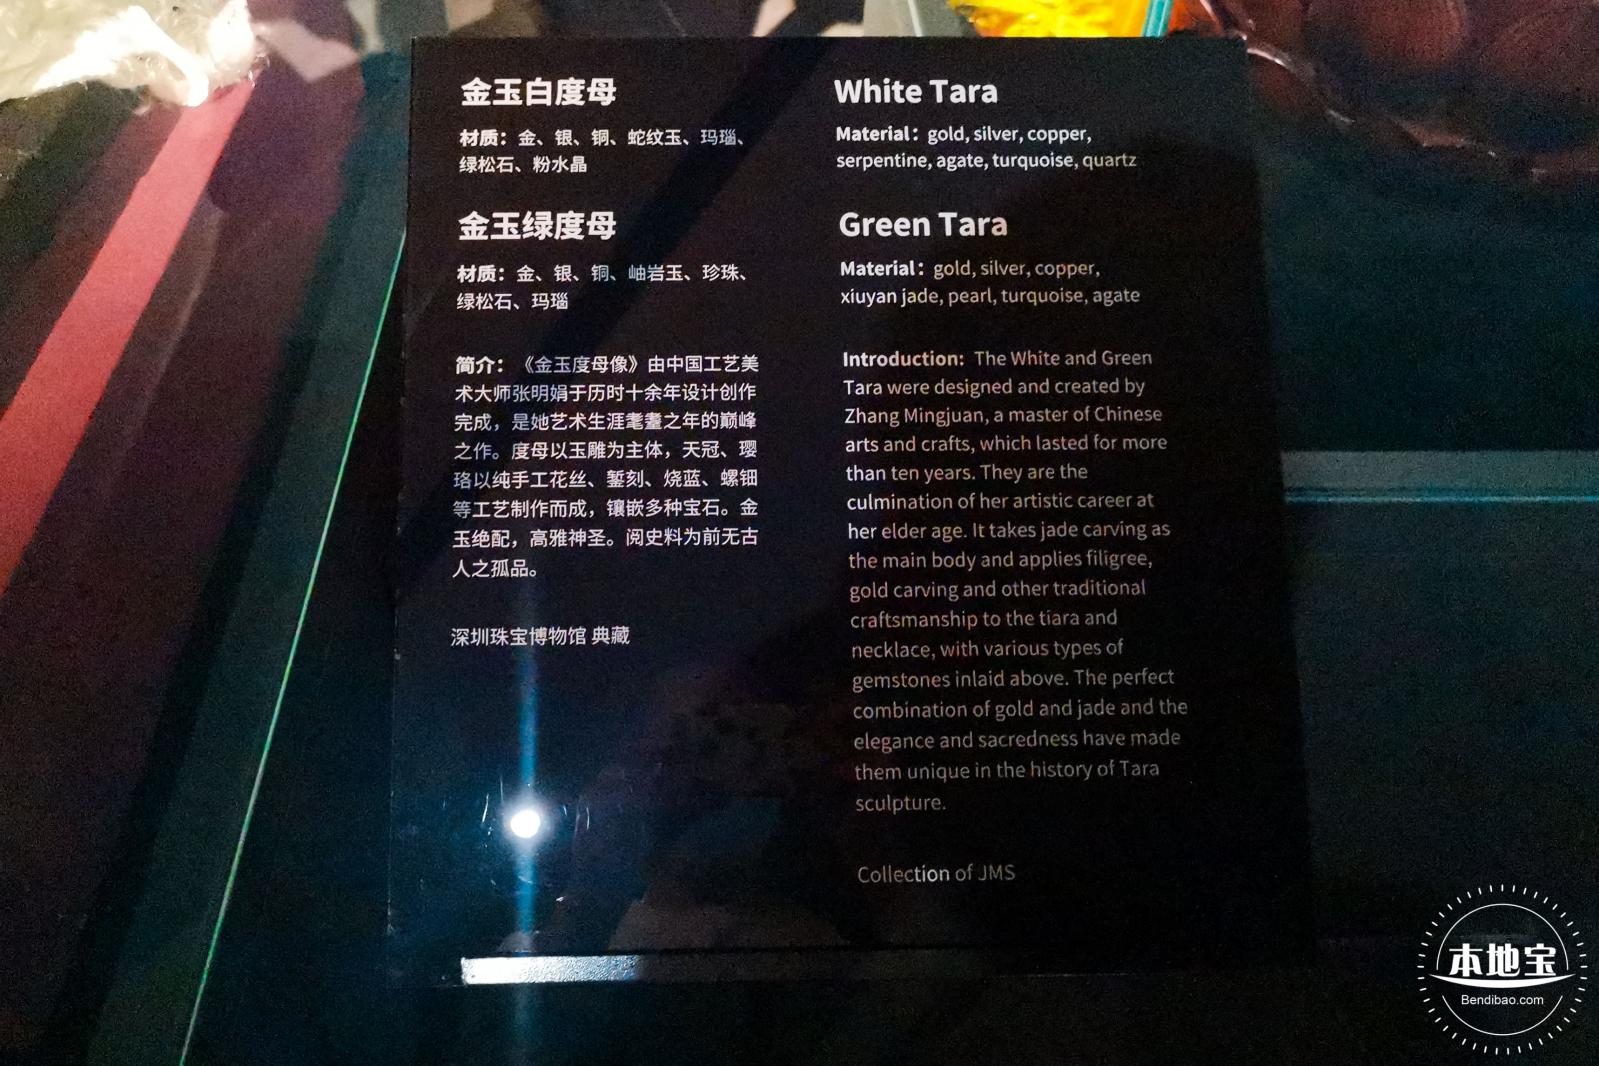 金玉白度母
材质：金、银、铜、蛇纹玉、玛瑙、
绿松石、粉水晶
金玉绿度母
材质：金、银、铜、岫岩玉、珍珠、
绿松石、玛瑙
简介：《金玉度母像》由中国工艺美
术大师张明娟于历时十余年设计创作
完成，是她艺术生涯耄耋之年的巅峰
之作。度母以玉雕为主体，天冠、璎
珞以纯手工花丝、錾刻、烧蓝、螺钿
等工艺制作而成，镶嵌多种宝石。金
玉绝配，高雅神圣。阅史料为前无古
人之孤品。
深圳珠宝博物馆 典藏
White Tara
Material：gold, silver, copper,
serpentine, agate, turquoise, quartz
Green Tara
Material：gold, silver, copper,
xiuyan jade, pearl, turquoise, agate
Introduction: The White and Green
Tara were designed and created by
Zhang Mingjuan, a master of Chinese
arts and crafts, which lasted for more
than ten years. They are the
culmination of her artistic career at
her elder age. It takes jade carving as
the main body and applies filigree,
gold carving and other traditional
craftsmanship to the tiara and
necklace, with various types of
gemstones inlaid above. The perfect
combination of gold and jade and the
elegance and sacredness have made
them unique in the history of Tara
sculpture.
Collection of JMS
本地宝
Bendibao.com